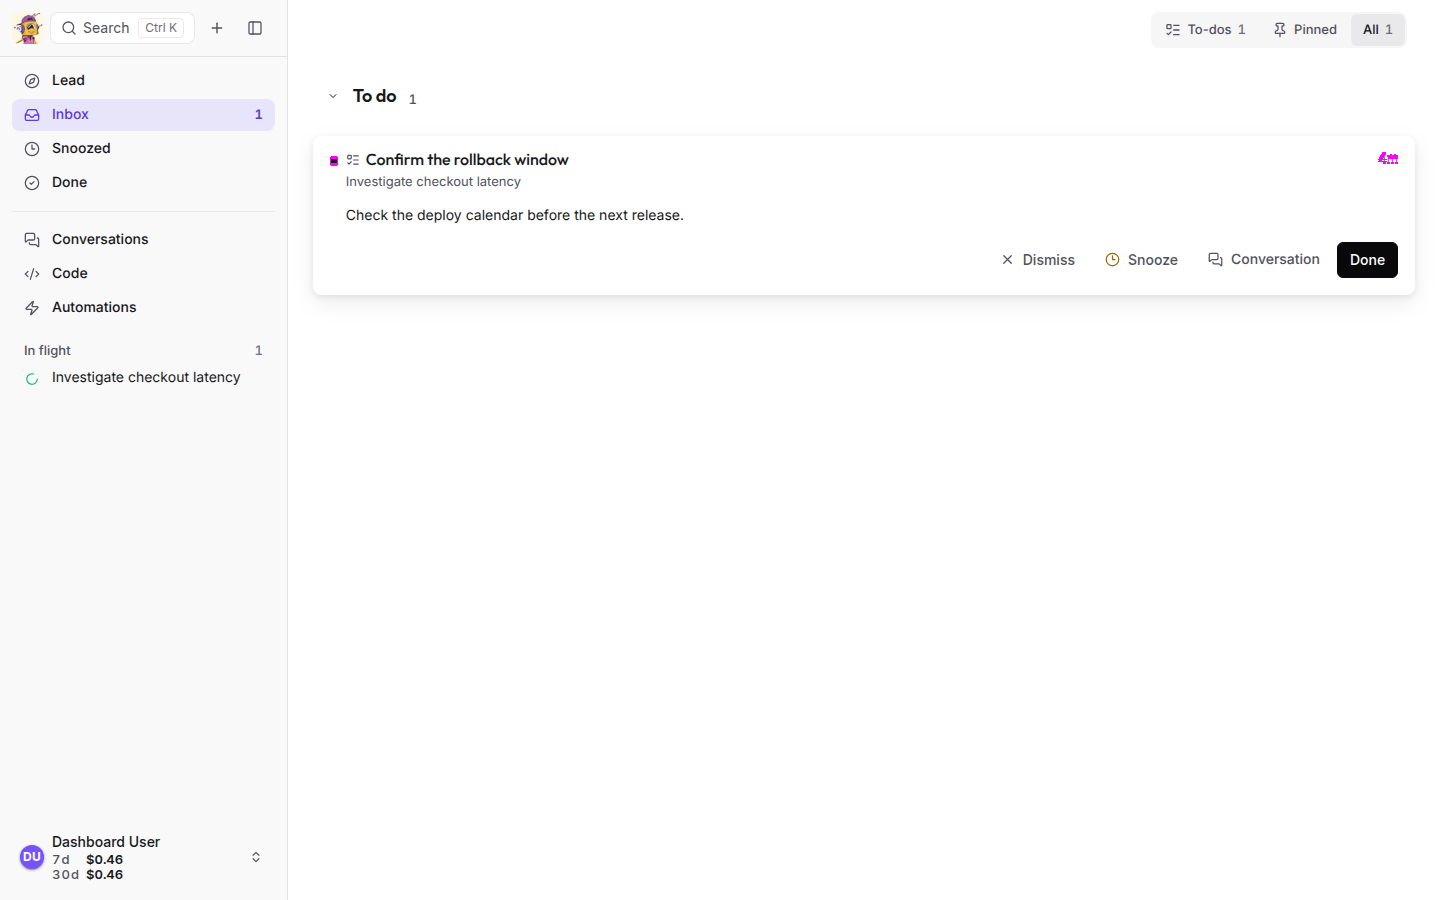 Search Ctrl K
To-dos 1 Pinned All 1
Lead
Inbox 1
Snoozed
Done
Conversations
Code
Automations
In flight 1
Investigate checkout latency
To do 1
Confirm the rollback window
Investigate checkout latency
Check the deploy calendar before the next release.
Dismiss Snooze Conversation Done
DU
Dashboard User
7d $0.46
30d $0.46